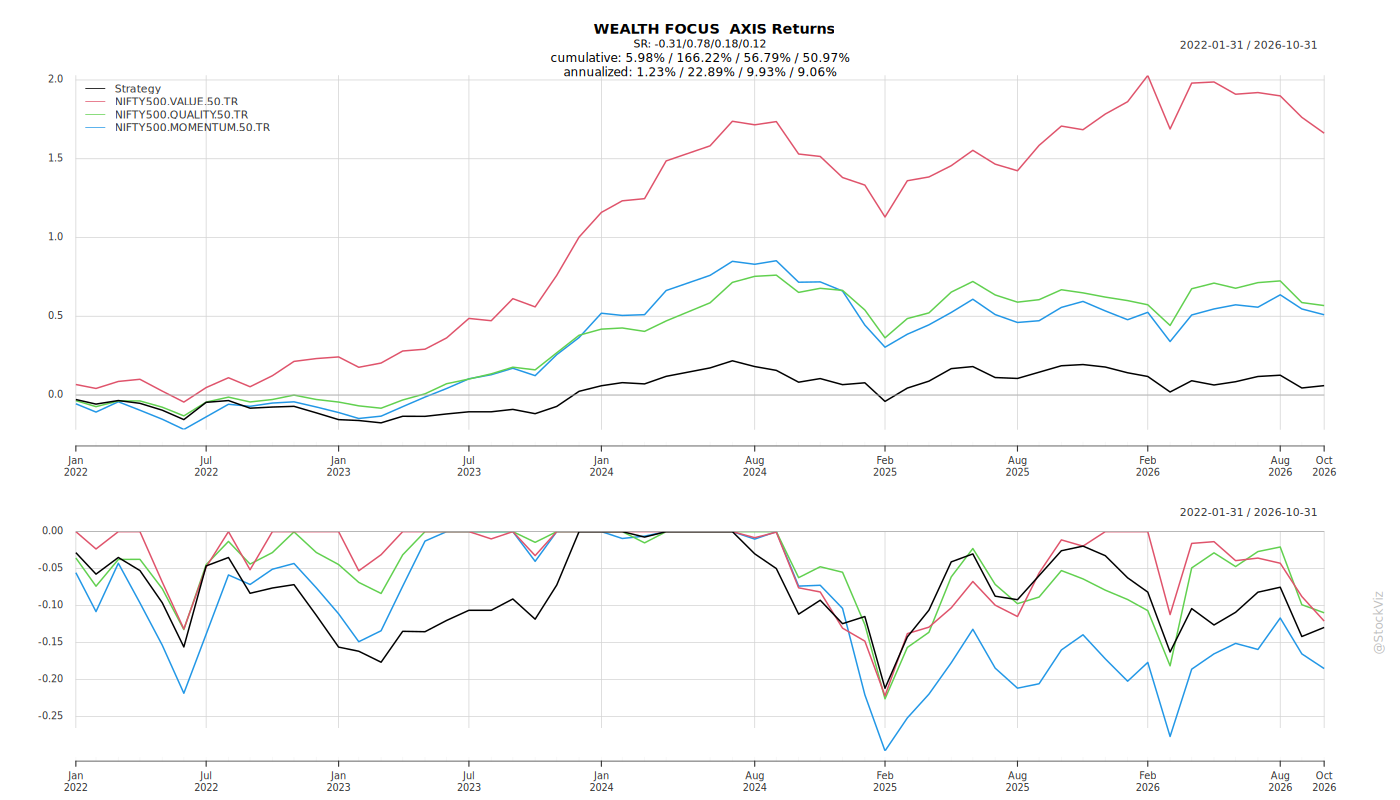 WEALTH FOCUS  AXIS Returns
SR: -0.31/0.78/0.18/0.12
cumulative: 5.98% / 166.22% / 56.79% / 50.97%
annualized: 1.23% / 22.89% / 9.93% / 9.06%
2022-01-31 / 2026-10-31
Strategy
NIFTY500.VALUE.50.TR
NIFTY500.QUALITY.50.TR
NIFTY500.MOMENTUM.50.TR
2.0
1.5
1.0
0.5
0.0
Jan Jul Jan Jul Jan Aug Feb Aug Feb Aug Oct
2022 2022 2023 2023 2024 2024 2025 2025 2026 2026 2026
2022-01-31 / 2026-10-31
0.00
-0.05
-0.10
-0.15
-0.20
-0.25
Jan Jul Jan Jul Jan Aug Feb Aug Feb Aug Oct
2022 2022 2023 2023 2024 2024 2025 2025 2026 2026 2026
@StockViz